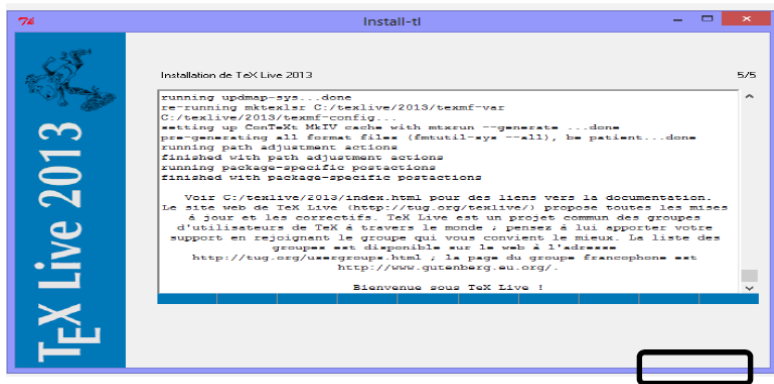 Install-tl
TeX Live 2013
Installation de TeX Live 2013
5/5
running updmap-sys...done
re-running mktexlsr C:/texlive/2013/texmf-var
C:/texlive/2013/texmf-config...
setting up ConTeXt MkIV cache with mtxrun --generate ...done
pre-generating all format files (fmtutil-sys --all), be patient...done
running path adjustment actions
finished with path adjustment actions
running package-specific postactions
finished with package-specific postactions
Voir C:/texlive/2013/index.html pour des liens vers la documentation.
Le site web de TeX Live (http://tug.org/texlive/) propose toutes les mises
à jour et les correctifs. TeX Live est un projet commun des groupes
d'utilisateurs de TeX à travers le monde ; pensez à lui apporter votre
support en rejoignant le groupe qui vous convient le mieux. La liste des
groupes est disponible sur le web à l'adresse
http://tug.org/usergroups.html ; la page du groupe francophone est
http://www.gutenberg.eu.org/.
Bienvenue sous TeX Live !